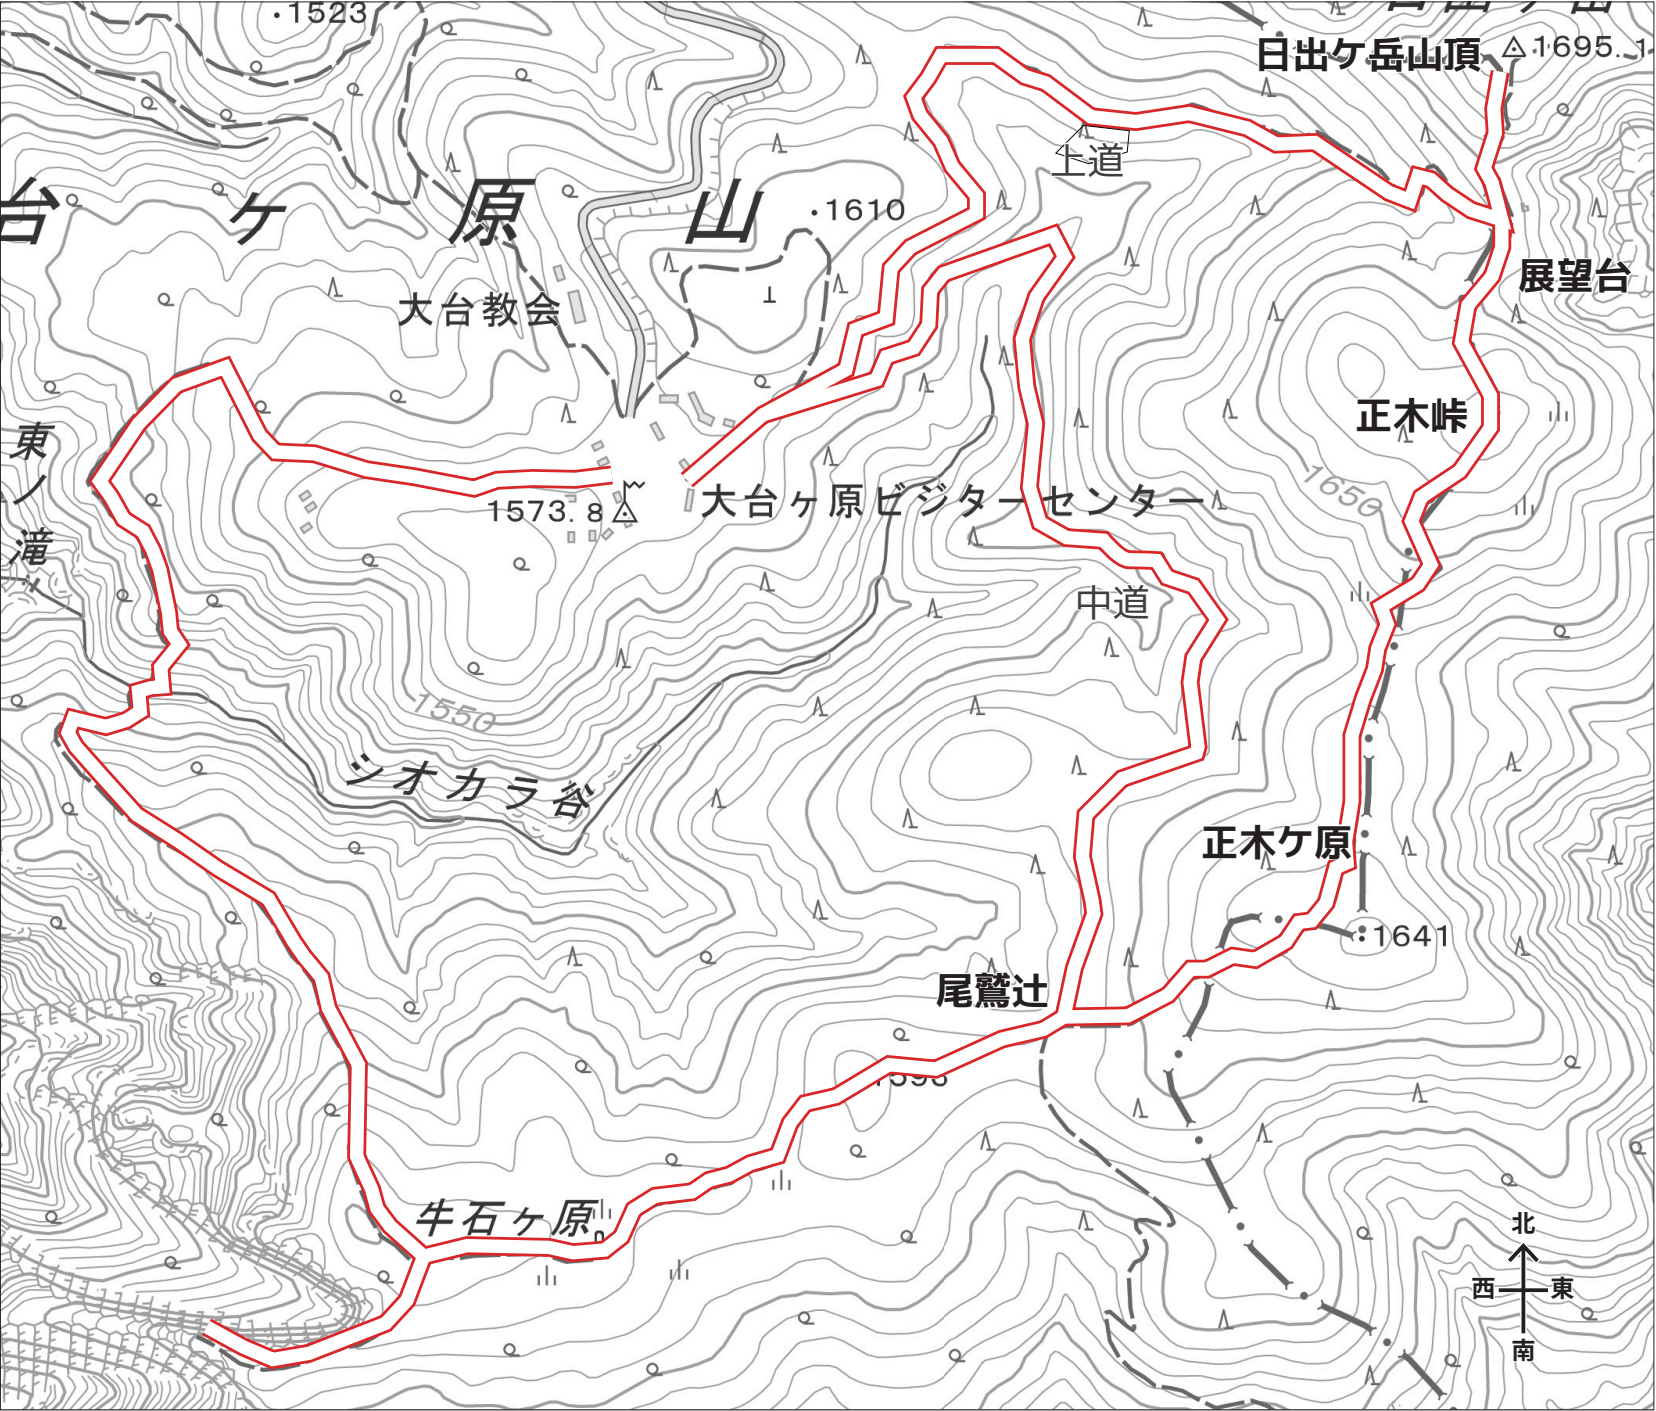 1523
日出ケ岳山頂
1695. 1
台ヶ原山
1610
上道
大台教会
展望台
正木峠
東ノ滝
1650
1573. 8
大台ヶ原ビジターセンター
中道
1550
シオカラ谷
正木ケ原
1641
尾鷲辻
牛石ヶ原
北
西
東
南